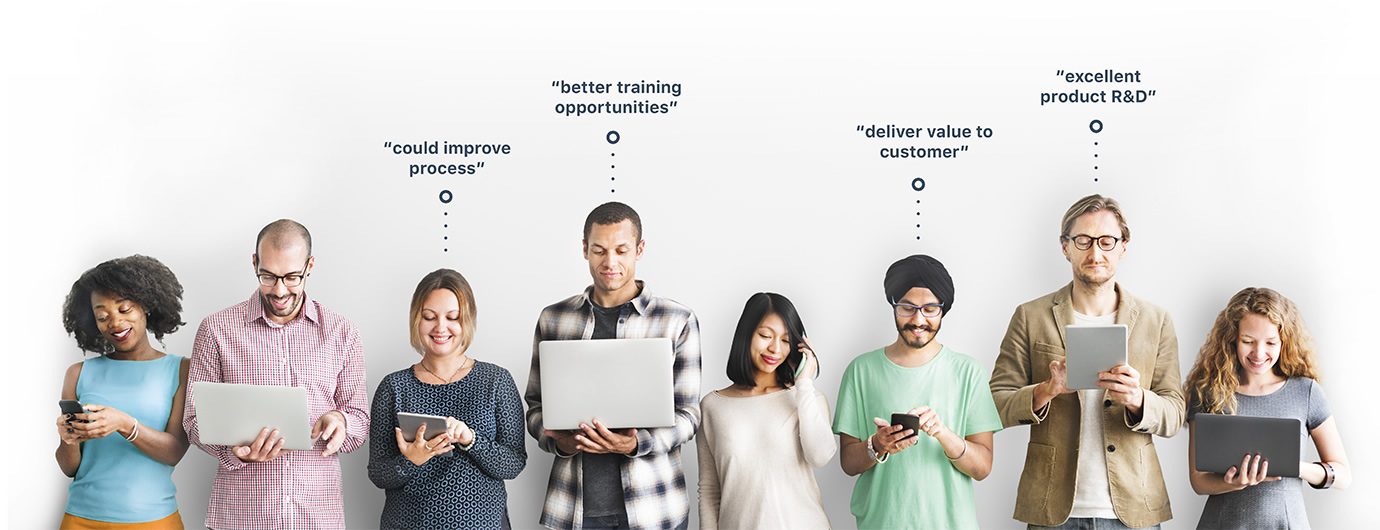 “could improve
process”
“better training
opportunities”
“deliver value to
customer”
“excellent
product R&D”